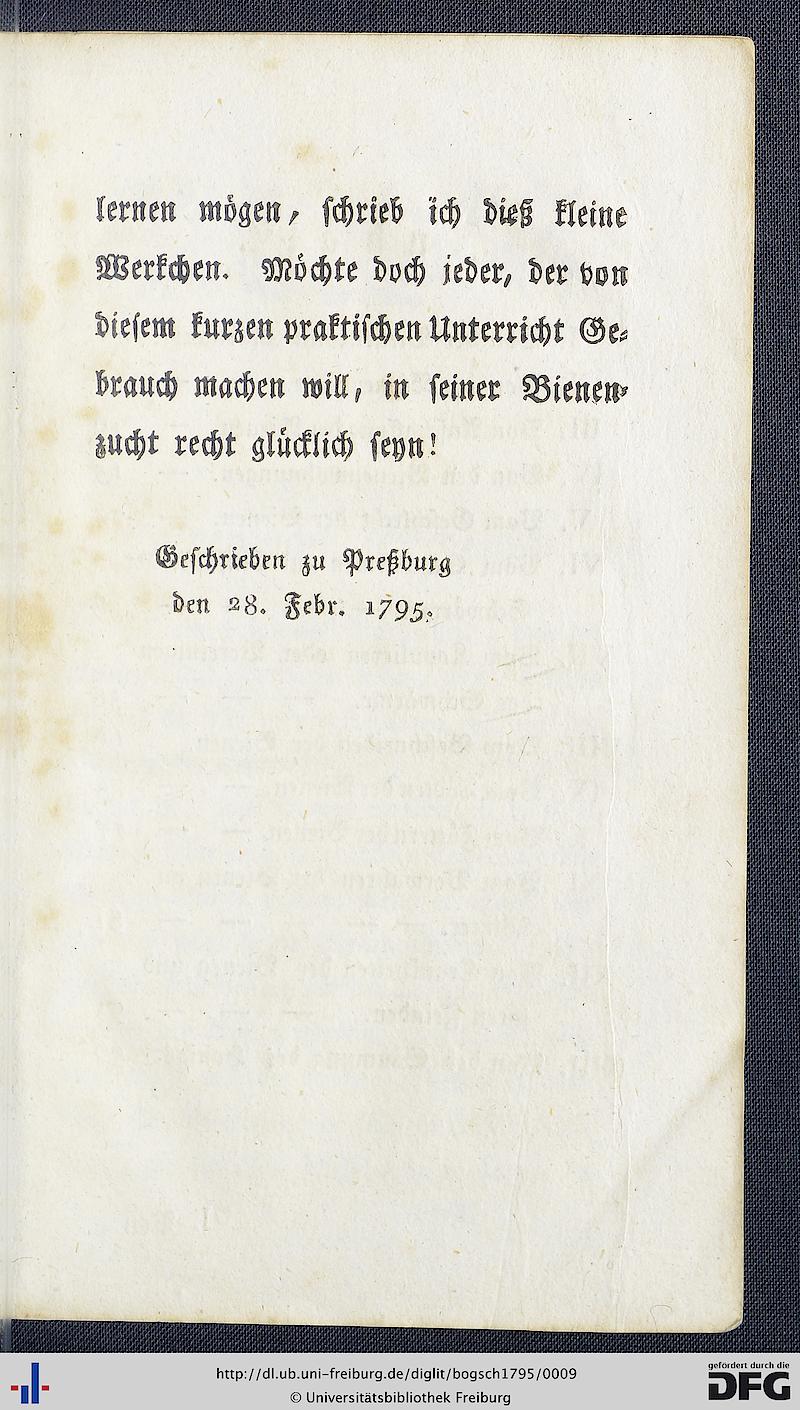 lernen mögen, schrieb ich dieß kleine
Werkchen. Möchte doch jeder, der von
diesem kurzen praktischen Unterricht Ge-
brauch machen will, in seiner Bienen-
zucht recht glücklich seyn!
Geschrieben zu Preßburg
den 28. Febr. 1795.
http://dl.ub.uni-freiburg.de/diglit/bogsch1795/0009
© Universitätsbibliothek Freiburg
gefördert durch die
DFG